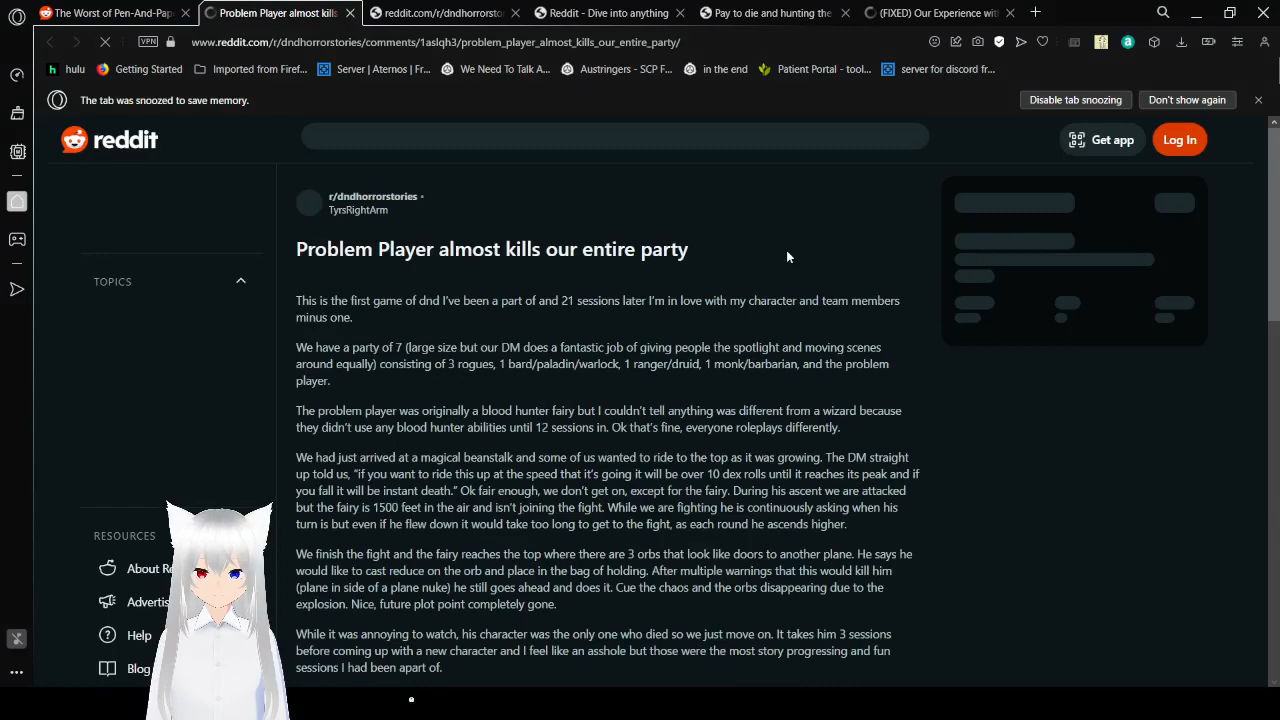 The Worst of Pen-And-Pap
Problem Player almost kills
reddit.com/r/dndhorrorsto
Reddit - Dive into anything
Pay to die and hunting the
(FIXED) Our Experience wit
VPN
www.reddit.com/r/dndhorrorstories/comments/1aslqh3/problem_player_almost_kills_our_entire_party/
hulu
Getting Started
Imported from Firef...
Server | Aternos | Fr...
We Need To Talk A...
Austringers - SCP F...
in the end
Patient Portal - tool...
server for discord fr...
The tab was snoozed to save memory.
Disable tab snoozing
Don't show again
reddit
Get app
Log In
r/dndhorrorstories •
TyrsRightArm
Problem Player almost kills our entire party
TOPICS
This is the first game of dnd I've been a part of and 21 sessions later I'm in love with my character and team members
minus one.
We have a party of 7 (large size but our DM does a fantastic job of giving people the spotlight and moving scenes
around equally) consisting of 3 rogues, 1 bard/paladin/warlock, 1 ranger/druid, 1 monk/barbarian, and the problem
player.
The problem player was originally a blood hunter fairy but I couldn't tell anything was different from a wizard because
they didn't use any blood hunter abilities until 12 sessions in. Ok that's fine, everyone roleplays differently.
We had just arrived at a magical beanstalk and some of us wanted to ride to the top as it was growing. The DM straight
up told us, “if you want to ride this up at the speed that it's going it will be over 10 dex rolls until it reaches its peak and if
you fall it will be instant death.” Ok fair enough, we don't get on, except for the fairy. During his ascent we are attacked
but the fairy is 1500 feet in the air and isn't joining the fight. While we are fighting he is continuously asking when his
turn is but even if he flew down it would take too long to get to the fight, as each round he ascends higher.
We finish the fight and the fairy reaches the top where there are 3 orbs that look like doors to another plane. He says he
would like to cast reduce on the orb and place in the bag of holding. After multiple warnings that this would kill him
(plane in side of a plane nuke) he still goes ahead and does it. Cue the chaos and the orbs disappearing due to the
explosion. Nice, future plot point completely gone.
While it was annoying to watch, his character was the only one who died so we just move on. It takes him 3 sessions
before coming up with a new character and I feel like an asshole but those were the most story progressing and fun
sessions I had been apart of.
RESOURCES
About Re
Advertis
Help
Blog